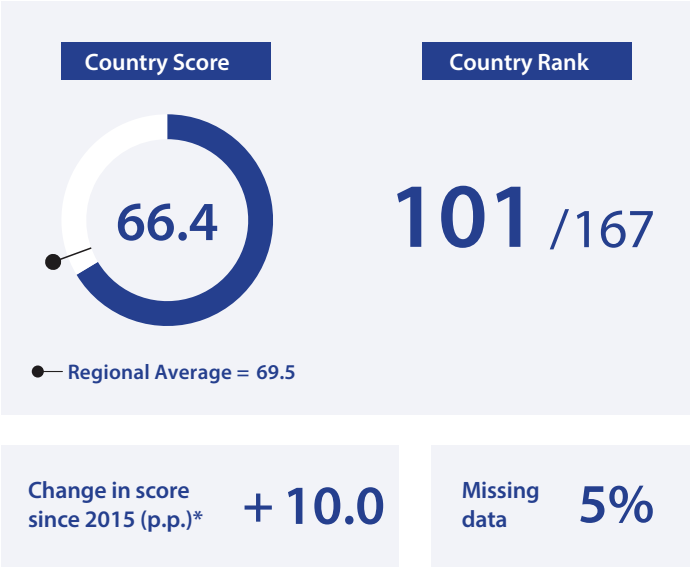 Country Score
Country Rank
66.4
101 /167
Regional Average = 69.5
Change in score
since 2015 (p.p.)*
+ 10.0
Missing
data
5%